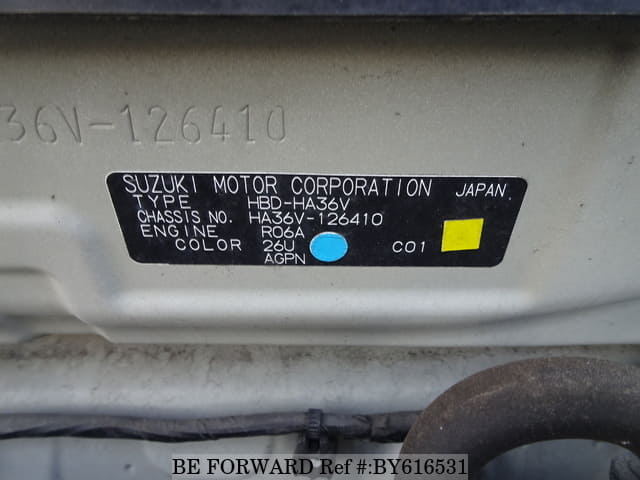 36V-126410
SUZUKI MOTOR CORPORATION JAPAN
TYPE HBD-HA36V
CHASSIS NO. HA36V-126410
ENGINE R06A
COLOR 26U C01
AGPN
BE FORWARD Ref #:BY616531